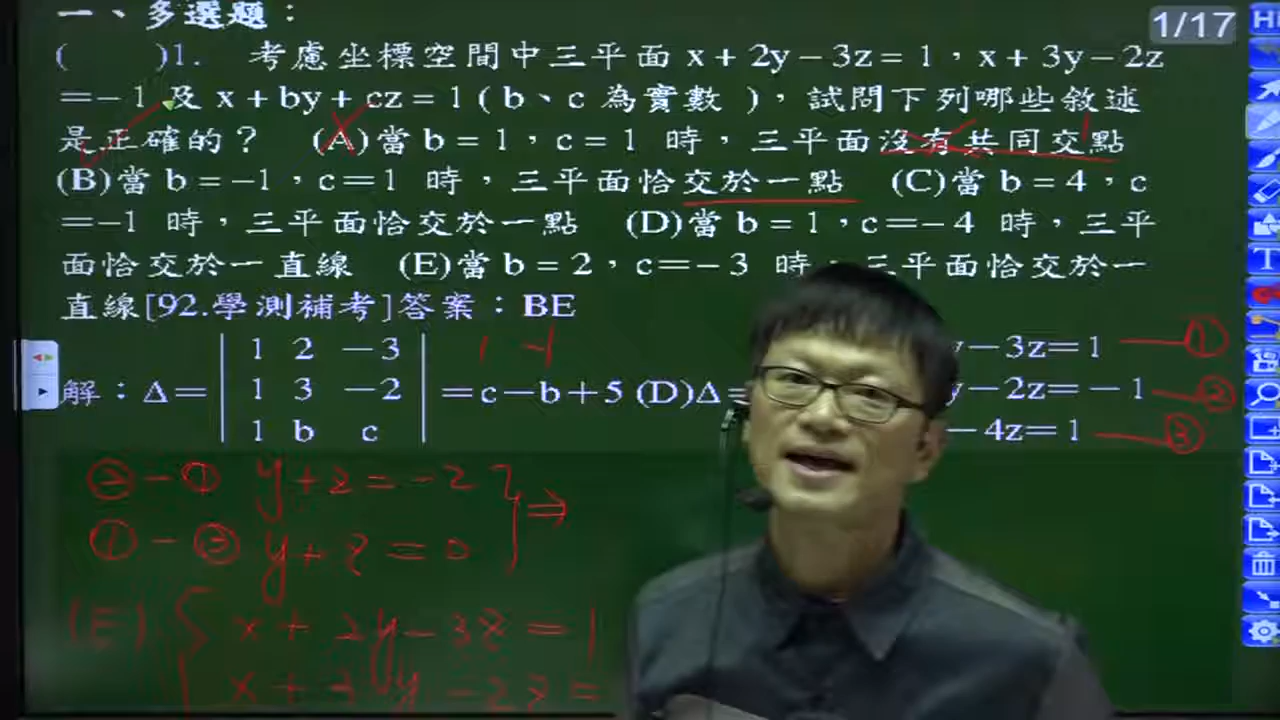 一、多選題：
1/17
( )1. 考慮坐標空間中三平面 x + 2y − 3z = 1，x + 3y − 2z
= − 1 及 x + by + cz = 1 ( b、c 為實數 )，試問下列哪些敘述
是正確的？ (A)當 b = 1，c = 1 時，三平面沒有共同交點
(B)當 b = −1，c = 1 時，三平面恰交於一點 (C)當 b = 4，c
= −1 時，三平面恰交於一點 (D)當 b = 1，c = − 4 時，三平
面恰交於一直線 (E)當 b = 2，c = − 3 時，三平面恰交於一
直線[92.學測補考]答案：BE
1 2 −3 1 −1 y − 3z = 1 ①
解：Δ = 1 3 −2 = c − b + 5 (D)Δ = y − 2z = − 1 ②
1 b c − 4z = 1 ③
② − ① y + z = −2 } ⇒
① − ③ y + z = 0
(E) { x + 2y − 3z = 1
x + 3y − 2z =